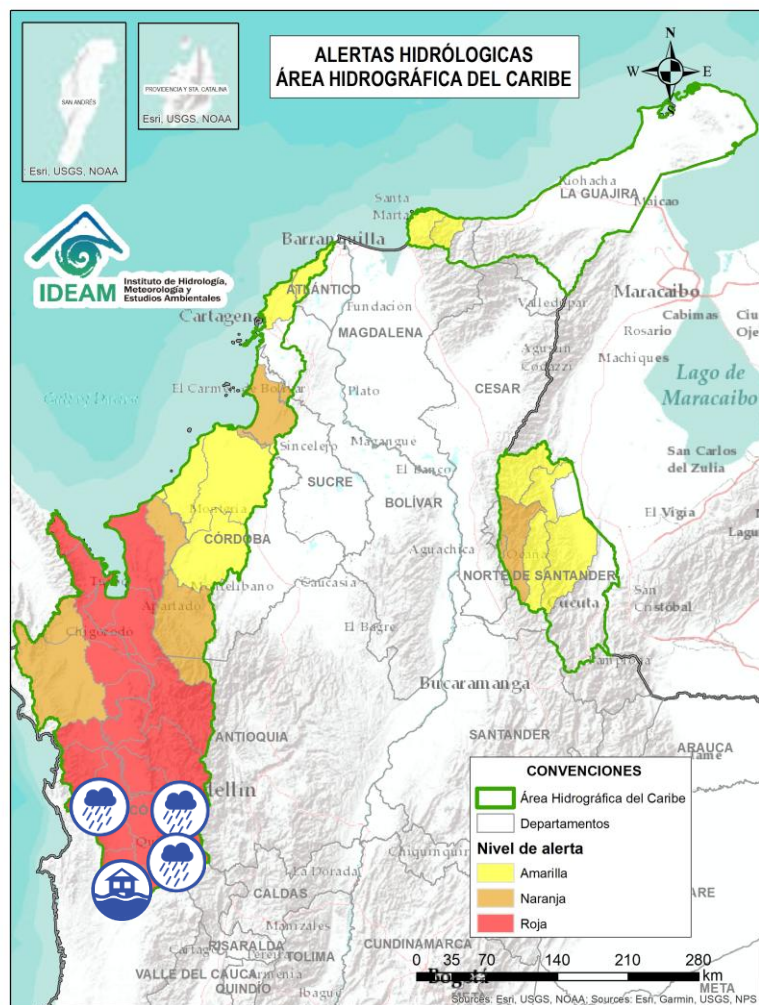 ALERTAS HIDRÓLOGICAS
ÁREA HIDROGRÁFICA DEL CARIBE
SAN ANDRÉS
Esri, USGS, NOAA
PROVIDENCIA Y STA. CATALINA
Esri, USGS, NOAA
N
W
E
S
IDEAM
Instituto de Hidrología,
Meteorología y
Estudios Ambientales
Riohacha
LA GUAJIRA
Maicao
Santa
Marta
Barranquilla
ATLÁNTICO
Cartagena
Fundación
MAGDALENA
Valledupar
Maracaibo
Cabimas
Rosario
Machiques
Agustín
Codazzi
CESAR
Lago de
Maracaibo
El Carmen de Bolívar
Plato
Sincelejo
Magangué
SUCRE
El Banco
BOLÍVAR
San Carlos
del Zulia
El Vigía
Montería
CÓRDOBA
Montelíbano
Caucasia
Aguachica
Ocaña
NORTE DE SANTANDER
Cúcuta
San
Cristóbal
Apartadó
Chigorodó
El Bagre
Pamplona
Bucaramanga
ANTIOQUIA
SANTANDER
ARAUCA
La Dorada
CALDAS
Manizales
RISARALDA
Pereira
TOLIMA
CUNDINAMARCA
VALLE DEL CAUCA
Armenia
QUINDÍO
Ibagué
Bogotá
META
CONVENCIONES
Área Hidrográfica del Caribe
Departamentos
Nivel de alerta
Amarilla
Naranja
Roja
0 35 70 140 210 280
km
Sources: Esri, USGS, NOAA; Sources: Esri, Garmin, USGS, NPS